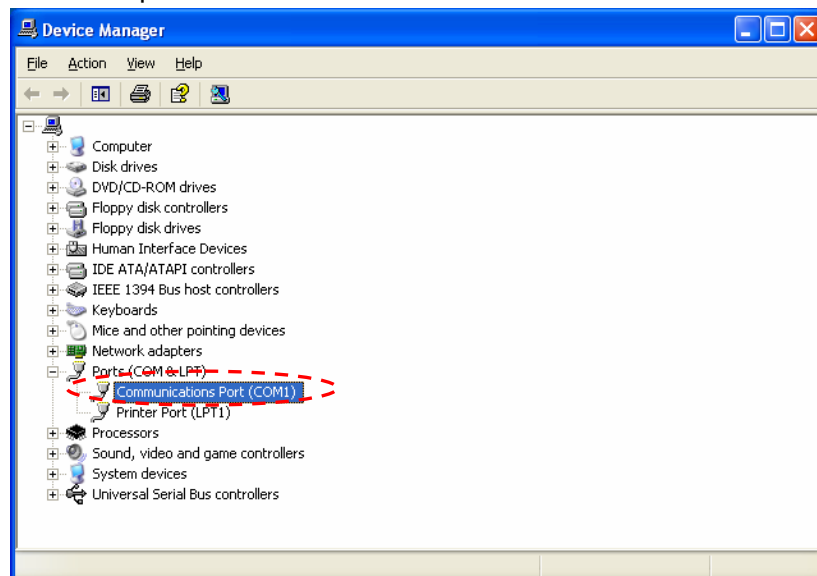 Device Manager
File Action View Help
Computer
Disk drives
DVD/CD-ROM drives
Floppy disk controllers
Floppy disk drives
Human Interface Devices
IDE ATA/ATAPI controllers
IEEE 1394 Bus host controllers
Keyboards
Mice and other pointing devices
Network adapters
Ports (COM & LPT)
Communications Port (COM1)
Printer Port (LPT1)
Processors
Sound, video and game controllers
System devices
Universal Serial Bus controllers